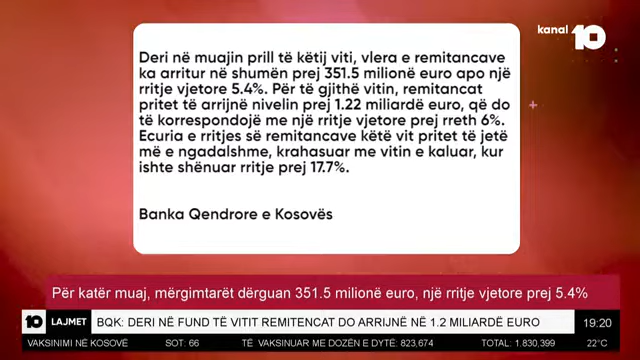 kanal 10
Deri në muajin prill të këtij viti, vlera e remitancave
ka arritur në shumën prej 351.5 milionë euro apo një
rritje vjetore 5.4%. Për të gjithë vitin, remitancat
pritet të arrijnë nivelin prej 1.22 miliardë euro, që do
të korrespondojë me një rritje vjetore prej rreth 6%.
Ecuria e rritjes së remitancave këtë vit pritet të jetë
më e ngadalshme, krahasuar me vitin e kaluar, kur
ishte shënuar rritje prej 17.7%.
Banka Qendrore e Kosovës
Për katër muaj, mërgimtarët dërguan 351.5 milionë euro, një rritje vjetore prej 5.4%
10 LAJMET BQK: DERI NË FUND TË VITIT REMITENCAT DO ARRIJNË NË 1.2 MILIARDË EURO 19:20
VAKSINIMI NË KOSOVË SOT: 66 TË VAKSINUAR ME DOZËN E DYTË: 823,674 TOTAL: 1.830,399 22°C